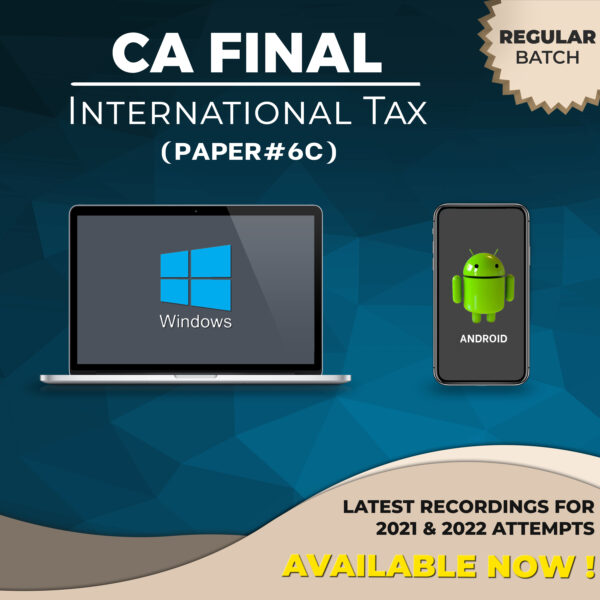 REGULAR
BATCH
CA FINAL
INTERNATIONAL TAX
(PAPER#6C)
Windows
ANDROID
LATEST RECORDINGS FOR
2021 & 2022 ATTEMPTS
AVAILABLE NOW !